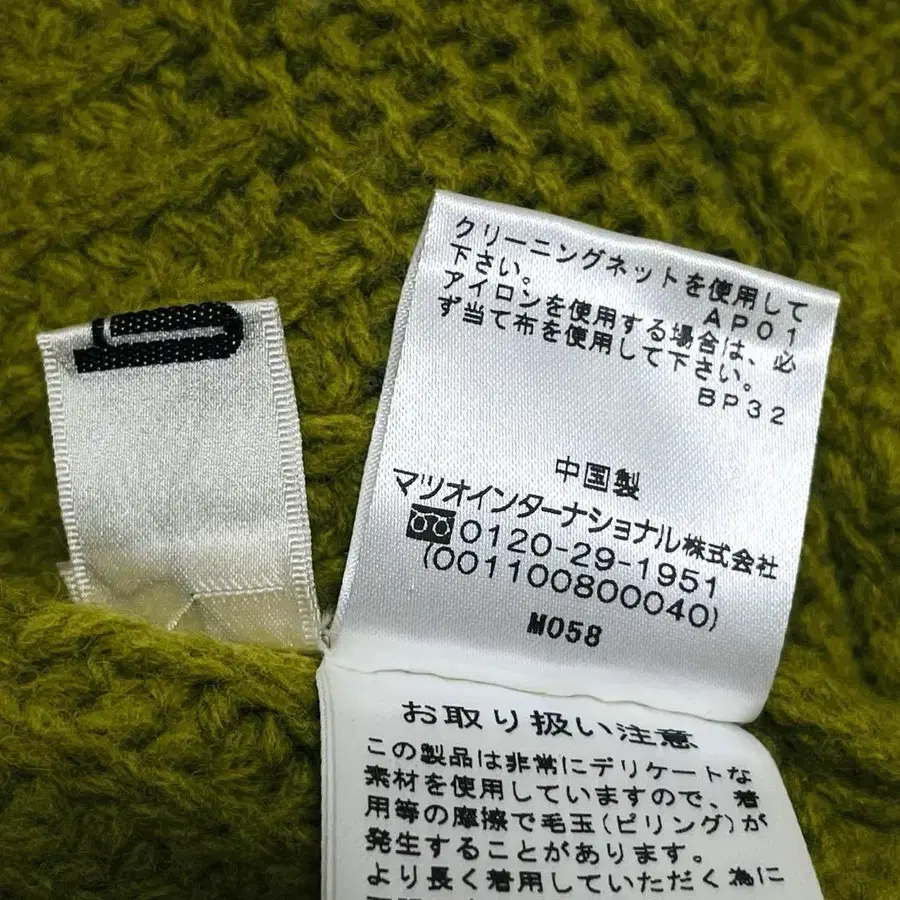 クリーニングネットを使用して
下さい。
AP01
アイロンを使用する場合は、必
ず当て布を使用して下さい。
BP32
中国製
マツオインターナショナル株式会社
0120-29-1951
(001100800040)
M058
お取り扱い注意
この製品は非常にデリケートな
素材を使用していますので、着
用等の摩擦で毛玉(ピリング)が
発生することがあります。
より長く着用していただく為に